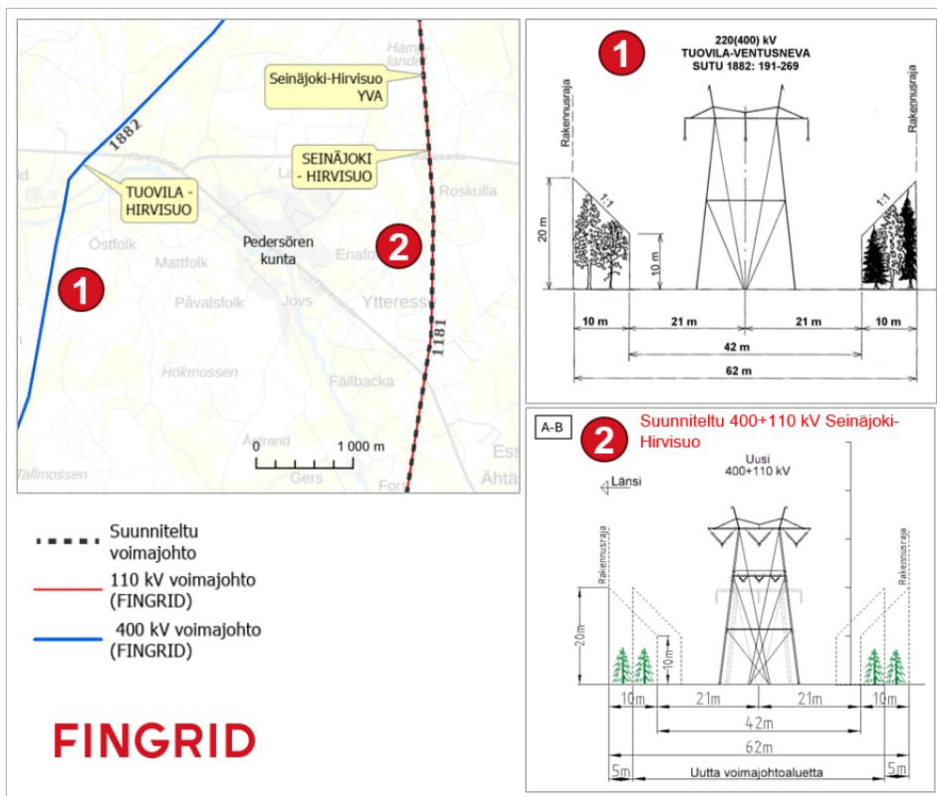 Seinäjoki-Hirvisuo
YVA
1882
SEINÄJOKI
- HIRVISUO
Roskulla
TUOVILA -
HIRVISUO
2
Östfolk
Mattfolk
Pedersören
kunta
1
Påvalsfolk
Jovs
Ytteresse
1181
Hökmossen
Fällbacka
Åstrand
0
1 000 m
Gers
Tallmossen
Suunniteltu
voimajohto
110 kV voimajohto
(FINGRID)
400 kV voimajohto
(FINGRID)
FINGRID
1
220(400) kV
TUOVILA-VENTUSNEVA
SUTU 1882: 191-269
Rakennusraja
Rakennusraja
1:1
1:1
20 m
10 m
10 m
21 m
21 m
10 m
42 m
62 m
A-B
2
Suunniteltu 400+110 kV Seinäjoki-
Hirvisuo
Uusi
400+110 kV
Länsi
Rakennusraja
Rakennusraja
20m
10m
10m
21m
21m
10m
42m
62m
5m
Uutta voimajohtoaluetta
5m